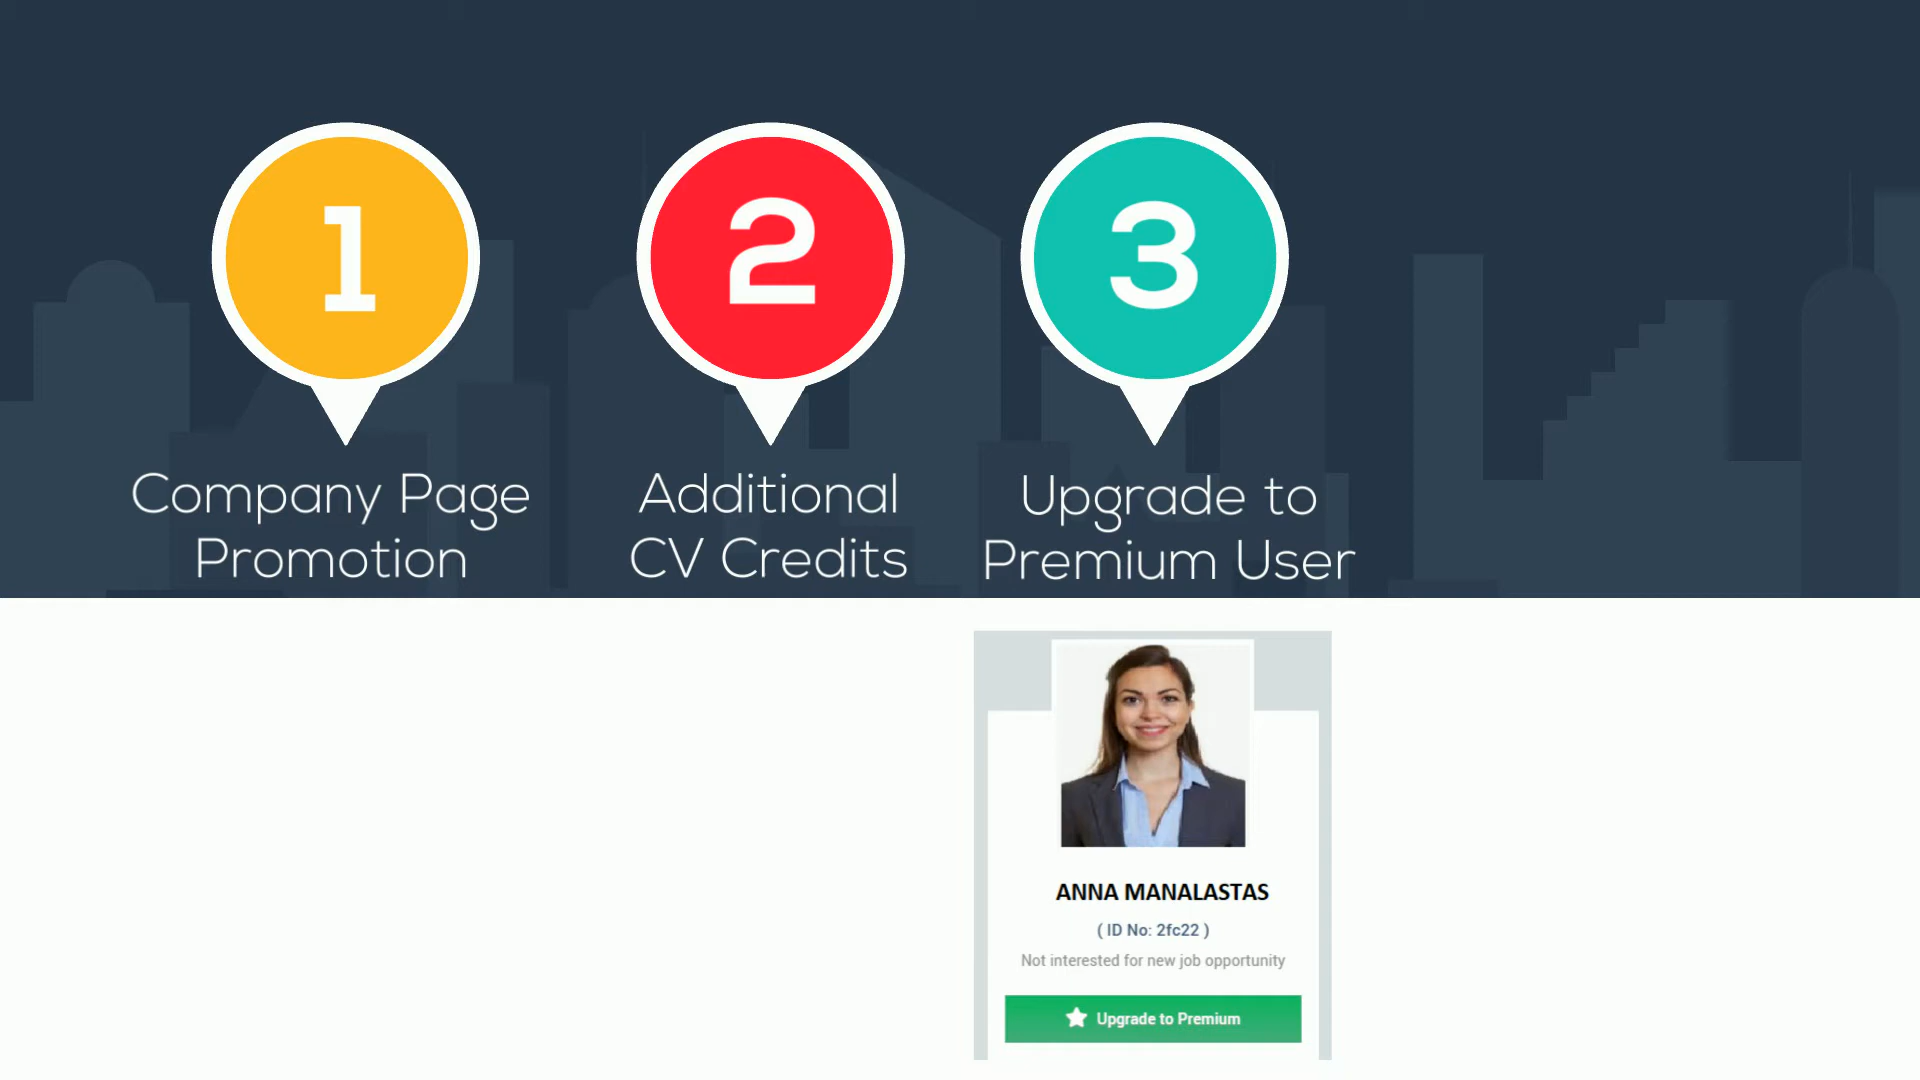 1
Company Page
Promotion
2
Additional
CV Credits
3
Upgrade to
Premium User
ANNA MANALASTAS
( ID No: 2fc22 )
Not interested for new job opportunity
Upgrade to Premium